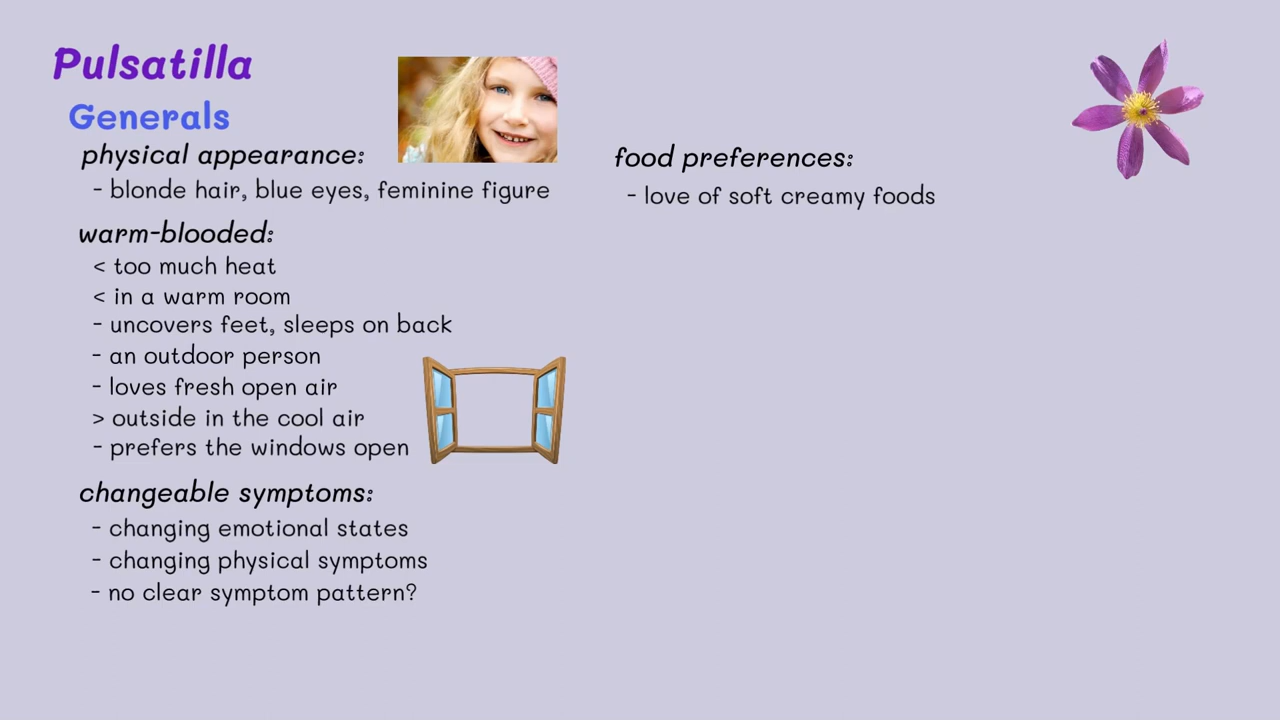 Pulsatilla
Generals
physical appearance:
- blonde hair, blue eyes, feminine figure
warm-blooded:
< too much heat
< in a warm room
- uncovers feet, sleeps on back
- an outdoor person
- loves fresh open air
> outside in the cool air
- prefers the windows open
changeable symptoms:
- changing emotional states
- changing physical symptoms
- no clear symptom pattern?
food preferences:
- love of soft creamy foods